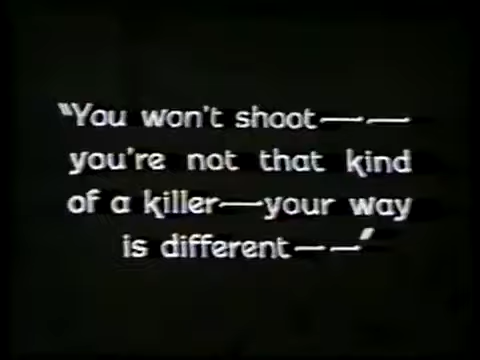 "You won't shoot— —
you're not that kind
of a killer—your way
is different— —"